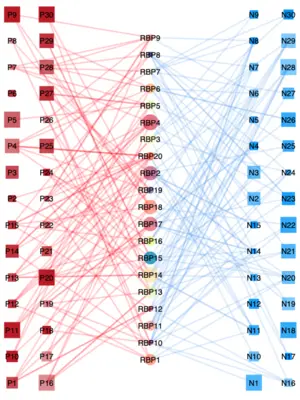 P9 P30 RBP9 N9 N30
P8 P29 RBP8 N8 N29
P7 P28 RBP7 N7 N28
P6 P27 RBP6 N6 N27
P5 P26 RBP5 N5 N26
P4 P25 RBP4 N4 N25
P3 P24 RBP3 N3 N24
P2 P23 RBP20 N2 N23
P15 P22 RBP2 N15 N22
P14 P21 RBP19 N14 N21
P13 P20 RBP18 N13 N20
P12 P19 RBP17 N12 N19
P11 P18 RBP16 N11 N18
P10 P17 RBP15 N10 N17
P1 P16 RBP14 N1 N16
RBP13
RBP12
RBP11
RBP10
RBP1